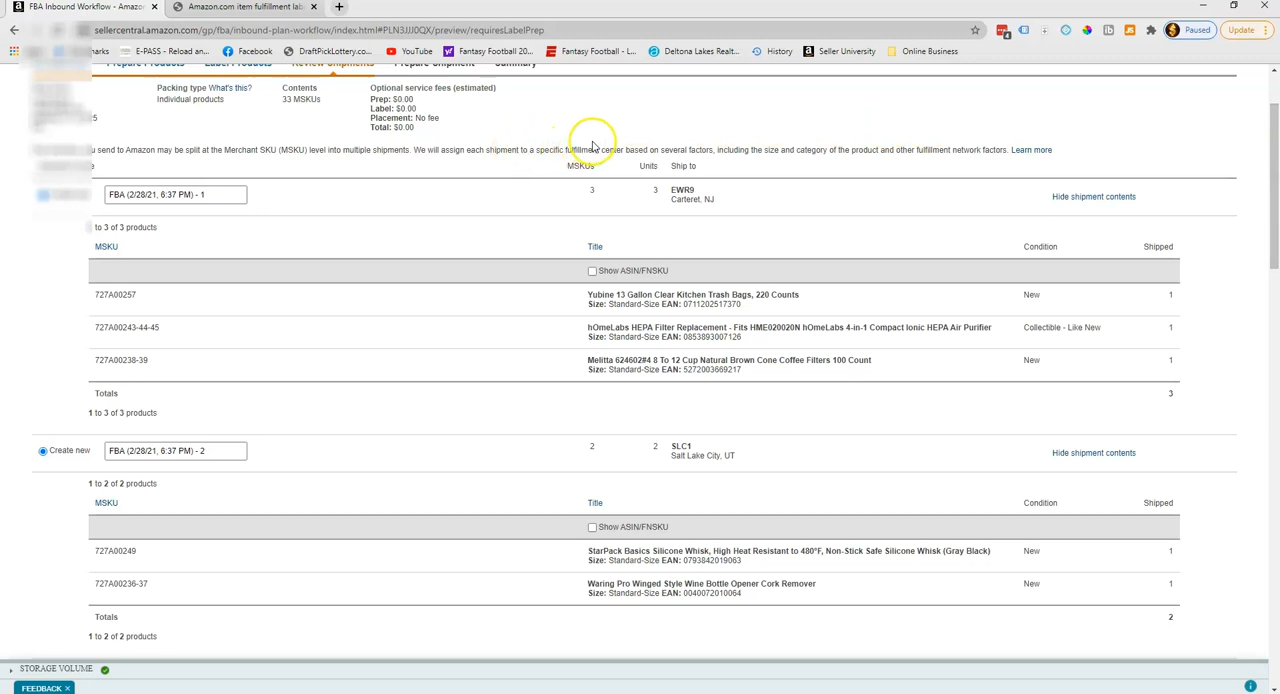 FBA Inbound Workflow - Amazon × Amazon.com item fulfillment lab × +
sellercentral.amazon.com/gp/fba/inbound-plan-workflow/index.html#PLN3JJJ0QX/preview/requiresLabelPrep Paused Update
marks E-PASS - Reload an... Facebook DraftPickLottery.co... YouTube Fantasy Football 20... Fantasy Football - L... Deltona Lakes Realt... History Seller University Online Business
Prepare Products Label Products Review Shipments Prepare Shipment Summary
Packing type What's this? Contents Optional service fees (estimated)
Individual products 33 MSKUs Prep: $0.00
Label: $0.00
Placement: No fee
Total: $0.00
you send to Amazon may be split at the Merchant SKU (MSKU) level into multiple shipments. We will assign each shipment to a specific fulfillment center based on several factors, including the size and category of the product and other fulfillment network factors. Learn more
MSKUs Units Ship to
FBA (2/28/21, 6:37 PM) - 1 3 3 EWR9 Hide shipment contents
Carteret, NJ
to 3 of 3 products
MSKU Title Condition Shipped
Show ASIN/FNSKU
727A00257 Yubine 13 Gallon Clear Kitchen Trash Bags, 220 Counts New 1
Size: Standard-Size EAN: 0711202517370
727A00243-44-45 hOmeLabs HEPA Filter Replacement - Fits HME020020N hOmeLabs 4-in-1 Compact Ionic HEPA Air Purifier Collectible - Like New 1
Size: Standard-Size EAN: 0853893007126
727A00238-39 Melitta 624602#4 8 To 12 Cup Natural Brown Cone Coffee Filters 100 Count New 1
Size: Standard-Size EAN: 5272003669217
Totals 3
1 to 3 of 3 products
Create new FBA (2/28/21, 6:37 PM) - 2 2 2 SLC1 Hide shipment contents
Salt Lake City, UT
1 to 2 of 2 products
MSKU Title Condition Shipped
Show ASIN/FNSKU
727A00249 StarPack Basics Silicone Whisk, High Heat Resistant to 480°F, Non-Stick Safe Silicone Whisk (Gray Black) New 1
Size: Standard-Size EAN: 0793842019063
727A00236-37 Waring Pro Winged Style Wine Bottle Opener Cork Remover New 1
Size: Standard-Size EAN: 0040072010064
Totals 2
1 to 2 of 2 products
STORAGE VOLUME
FEEDBACK ×